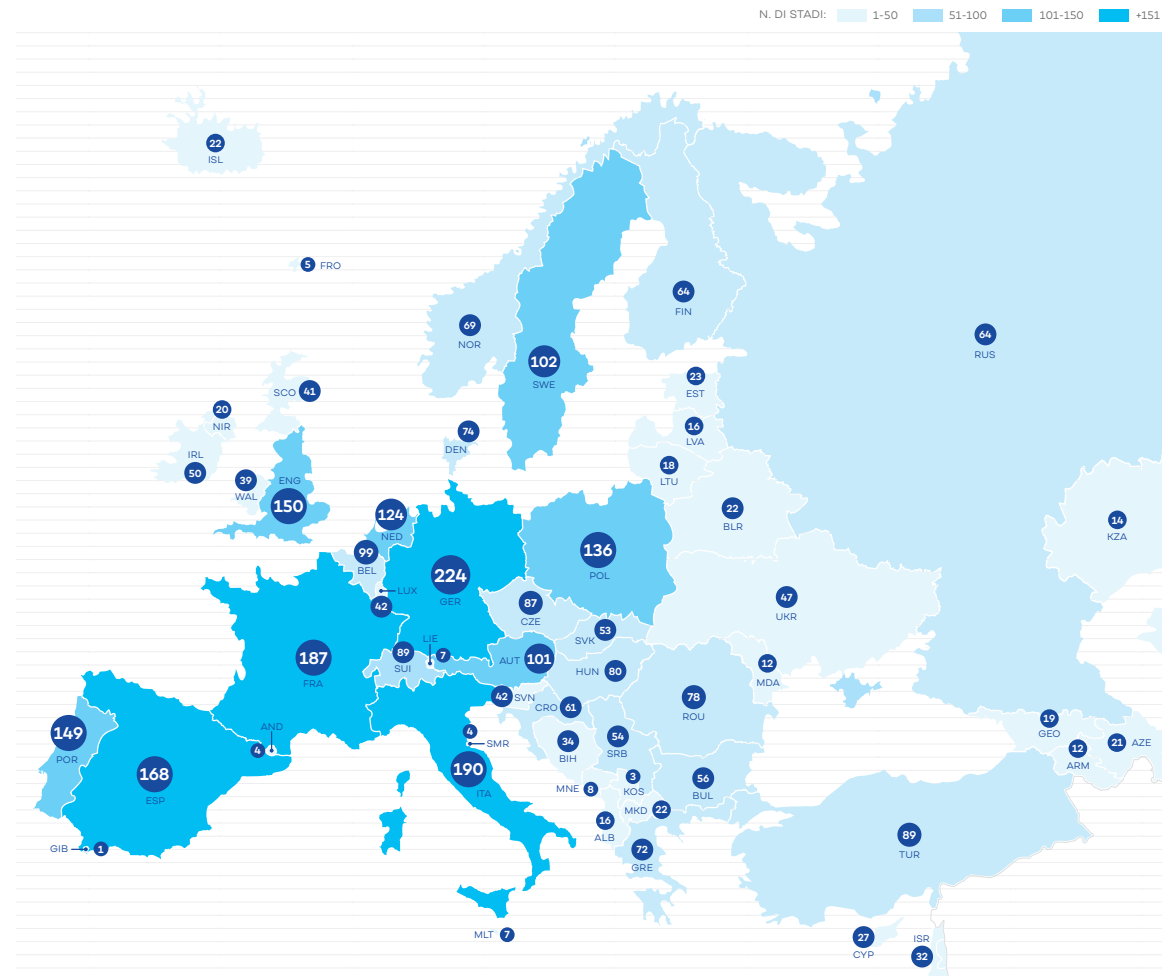 N. DI STADI: 1-50 51-100 101-150 +151
22
ISL
5 FRO
64
FIN
69
NOR
64
RUS
102
SWE
23
EST
SCO 41
20
NIR
16
LVA
74
DEN
IRL
50
18
LTU
39
WAL
ENG
150
22
BLR
124
NED
14
KZA
99
BEL
136
POL
224
GER
LUX
42
87
CZE
47
UKR
53
SVK
LIE
7
89
SUI
AUT 101
187
FRA
HUN 80
12
MDA
42 SVN
CRO 61
78
ROU
149
POR
AND
4
4
SMR
34
BIH
54
SRB
19
GEO
12
ARM
21 AZE
168
ESP
190
ITA
MNE 8
3
KOS
56
BUL
MKD 22
16
ALB
72
GRE
89
TUR
GIB 1
MLT 7
27
CYP
ISR
32